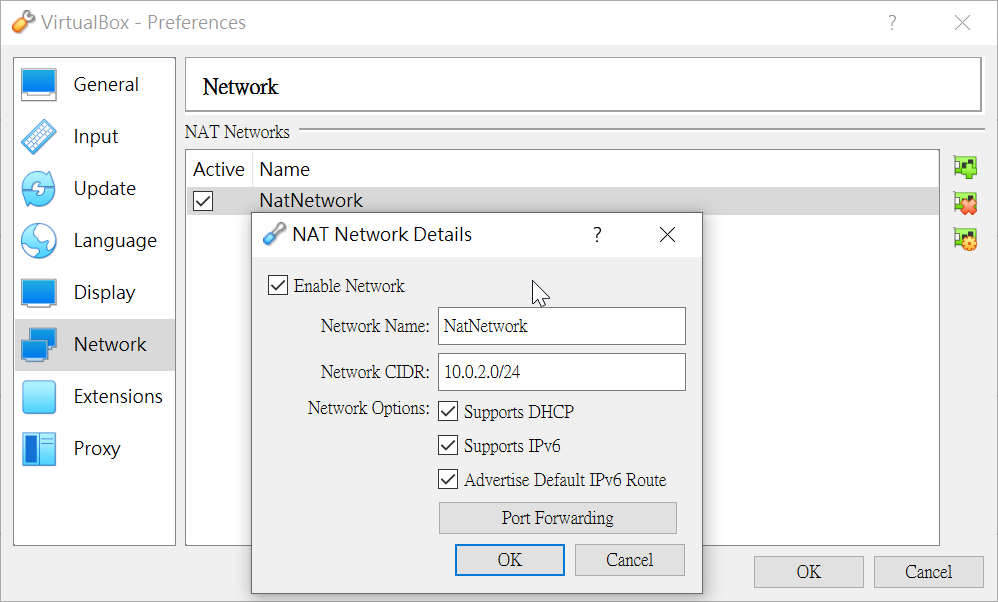 VirtualBox - Preferences ?
General
Input
Update
Language
Display
Network
Extensions
Proxy
Network
NAT Networks
Active Name
NatNetwork
NAT Network Details ?
Enable Network
Network Name: NatNetwork
Network CIDR: 10.0.2.0/24
Network Options: Supports DHCP
Supports IPv6
Advertise Default IPv6 Route
Port Forwarding
OK Cancel
OK Cancel